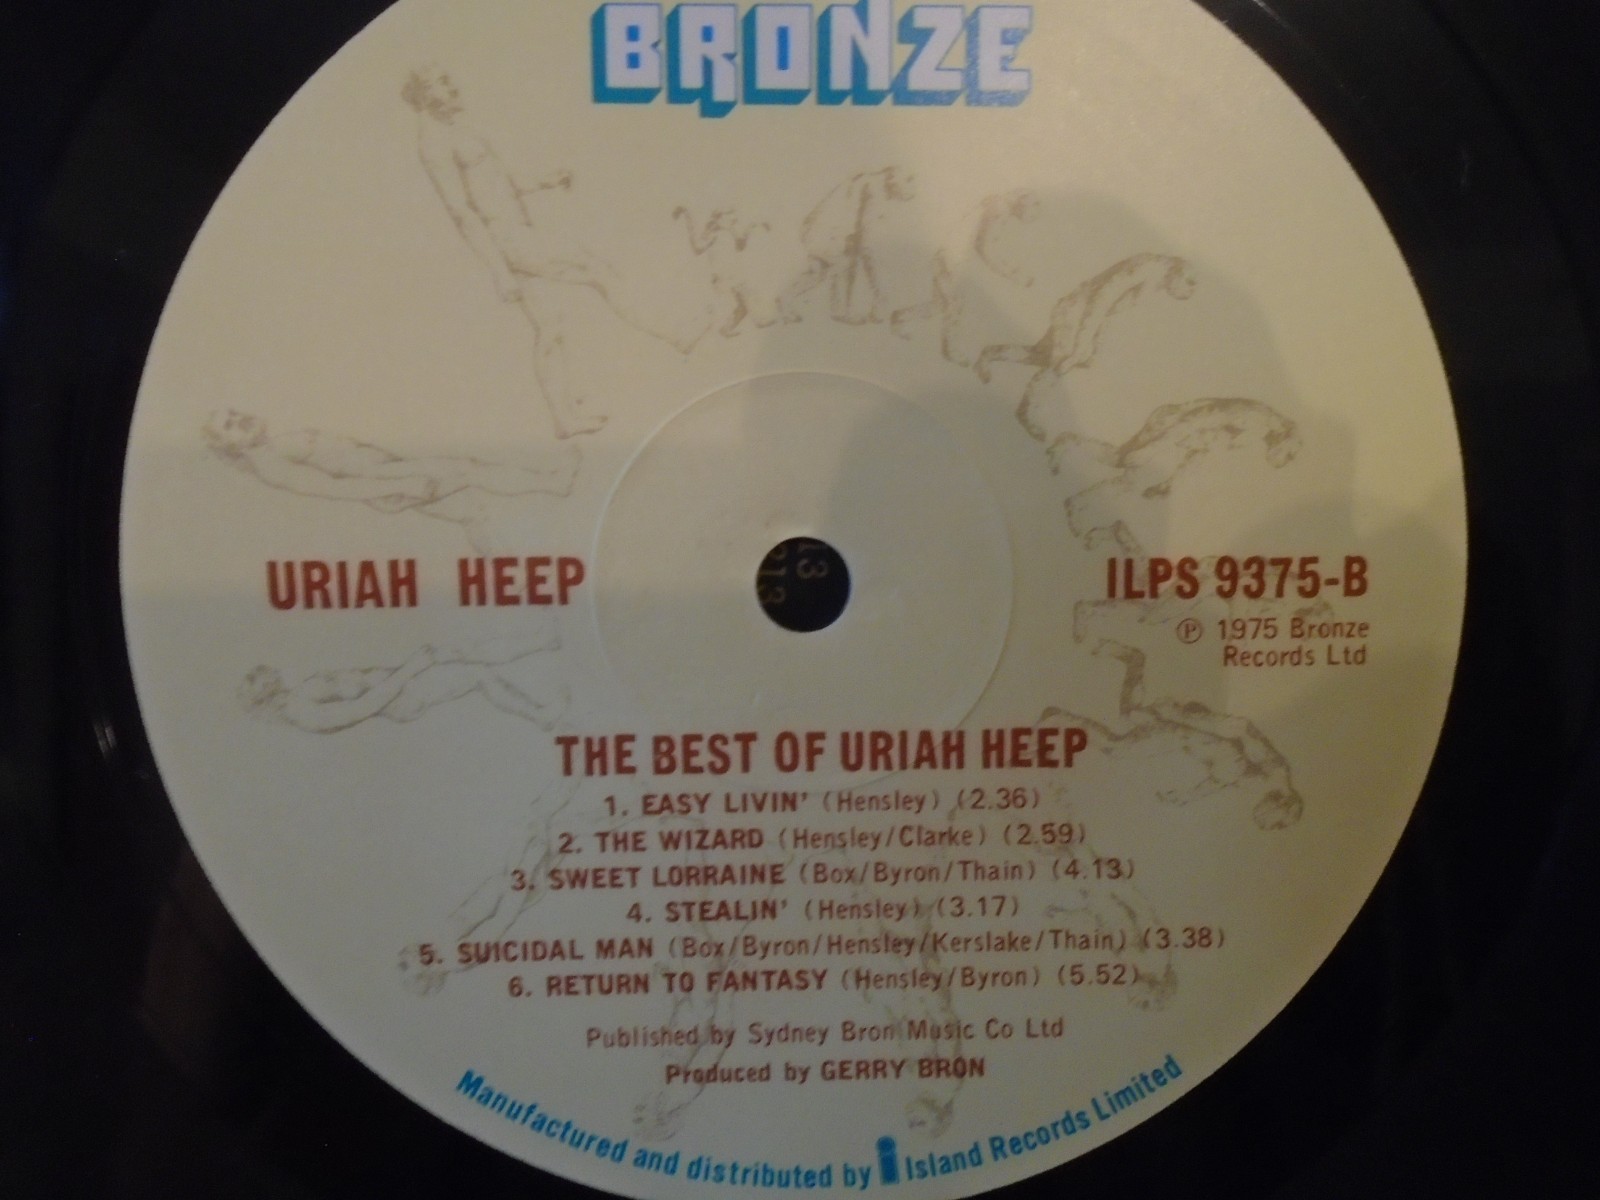 BRONZE
URIAH HEEP
ILPS 9375-B
℗ 1975 Bronze
Records Ltd
THE BEST OF URIAH HEEP
1. EASY LIVIN' (Hensley) (2.36)
2. THE WIZARD (Hensley/Clarke) (2.59)
3. SWEET LORRAINE (Box/Byron/Thain) (4.13)
4. STEALIN' (Hensley) (3.17)
5. SUICIDAL MAN (Box/Byron/Hensley/Kerslake/Thain) (3.38)
6. RETURN TO FANTASY (Hensley/Byron) (5.52)
Published by Sydney Bron Music Co Ltd
Produced by GERRY BRON
Manufactured and distributed by i Island Records Limited